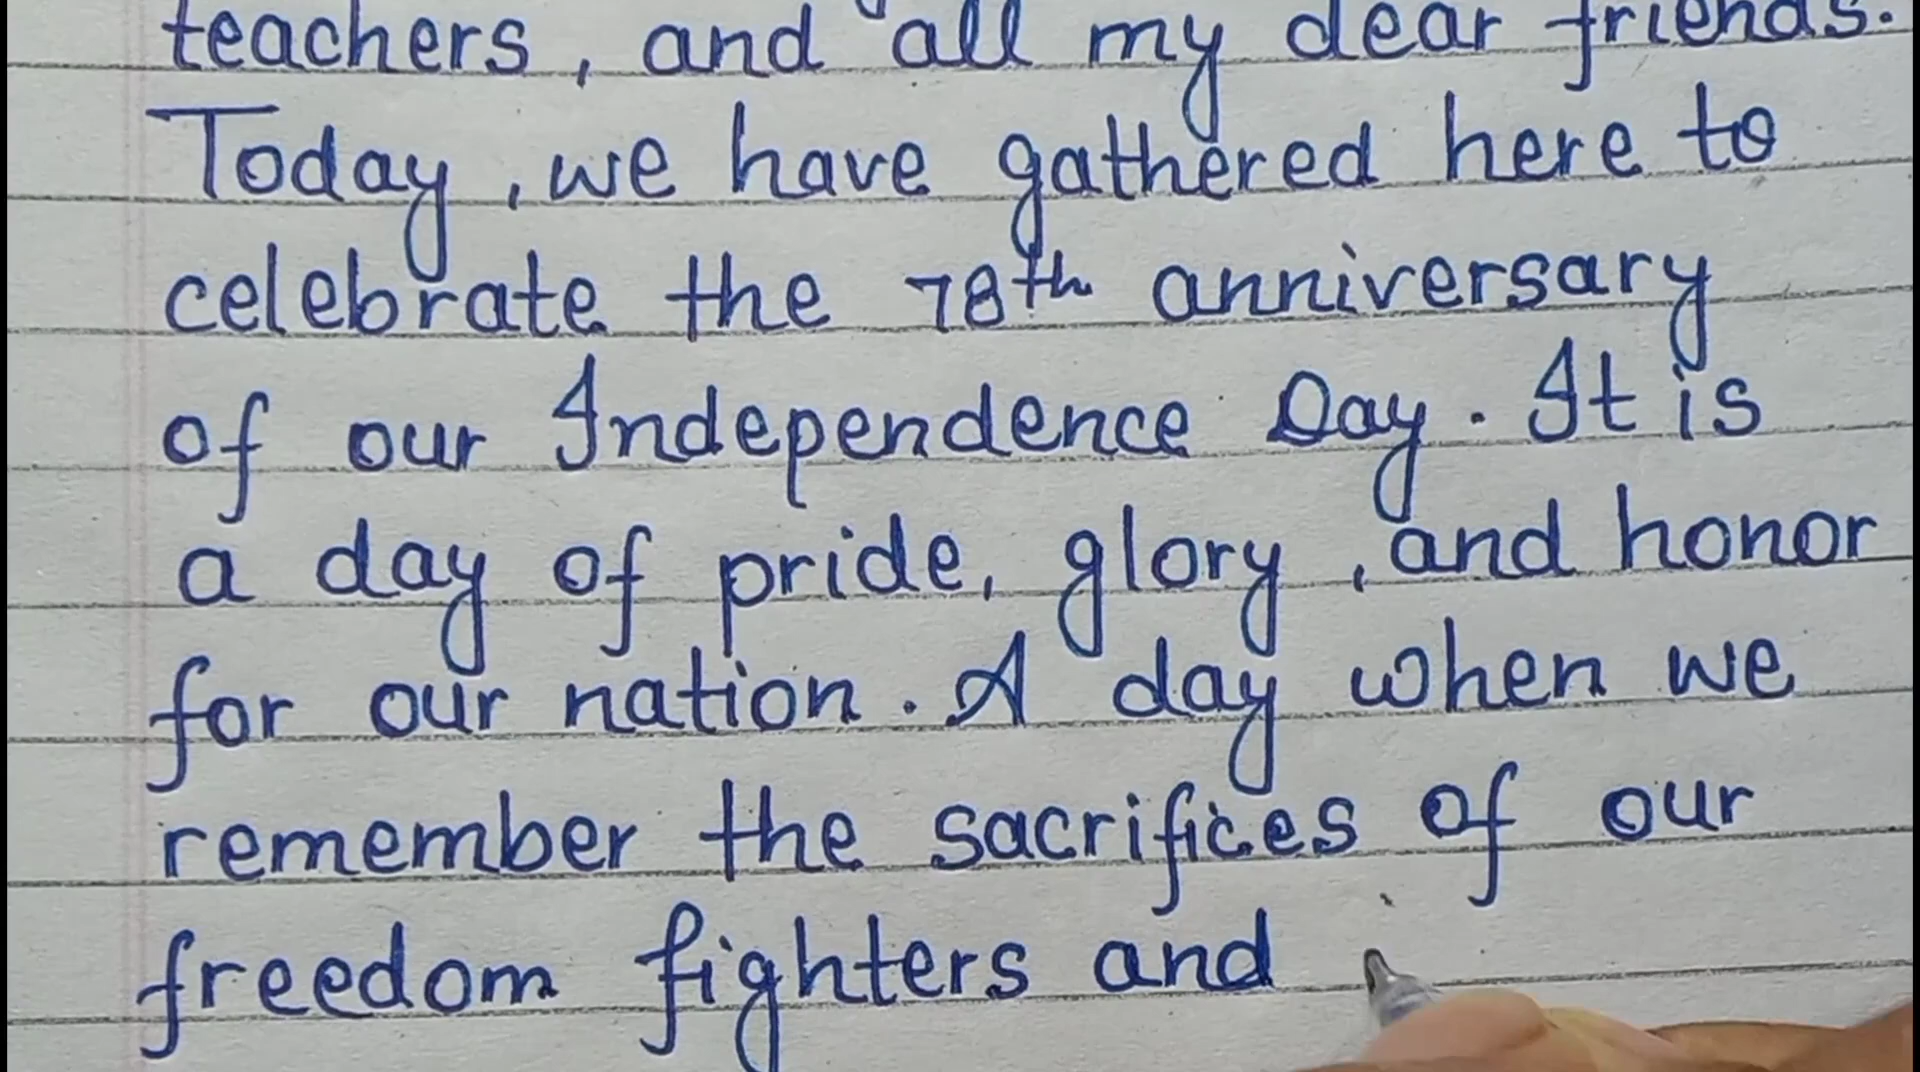 teachers, and all my dear friends.
Today, we have gathered here to
celebrate the 78th anniversary
of our Independence Day. It is
a day of pride, glory, and honor
for our nation. A day when we
remember the sacrifices of our
freedom fighters and